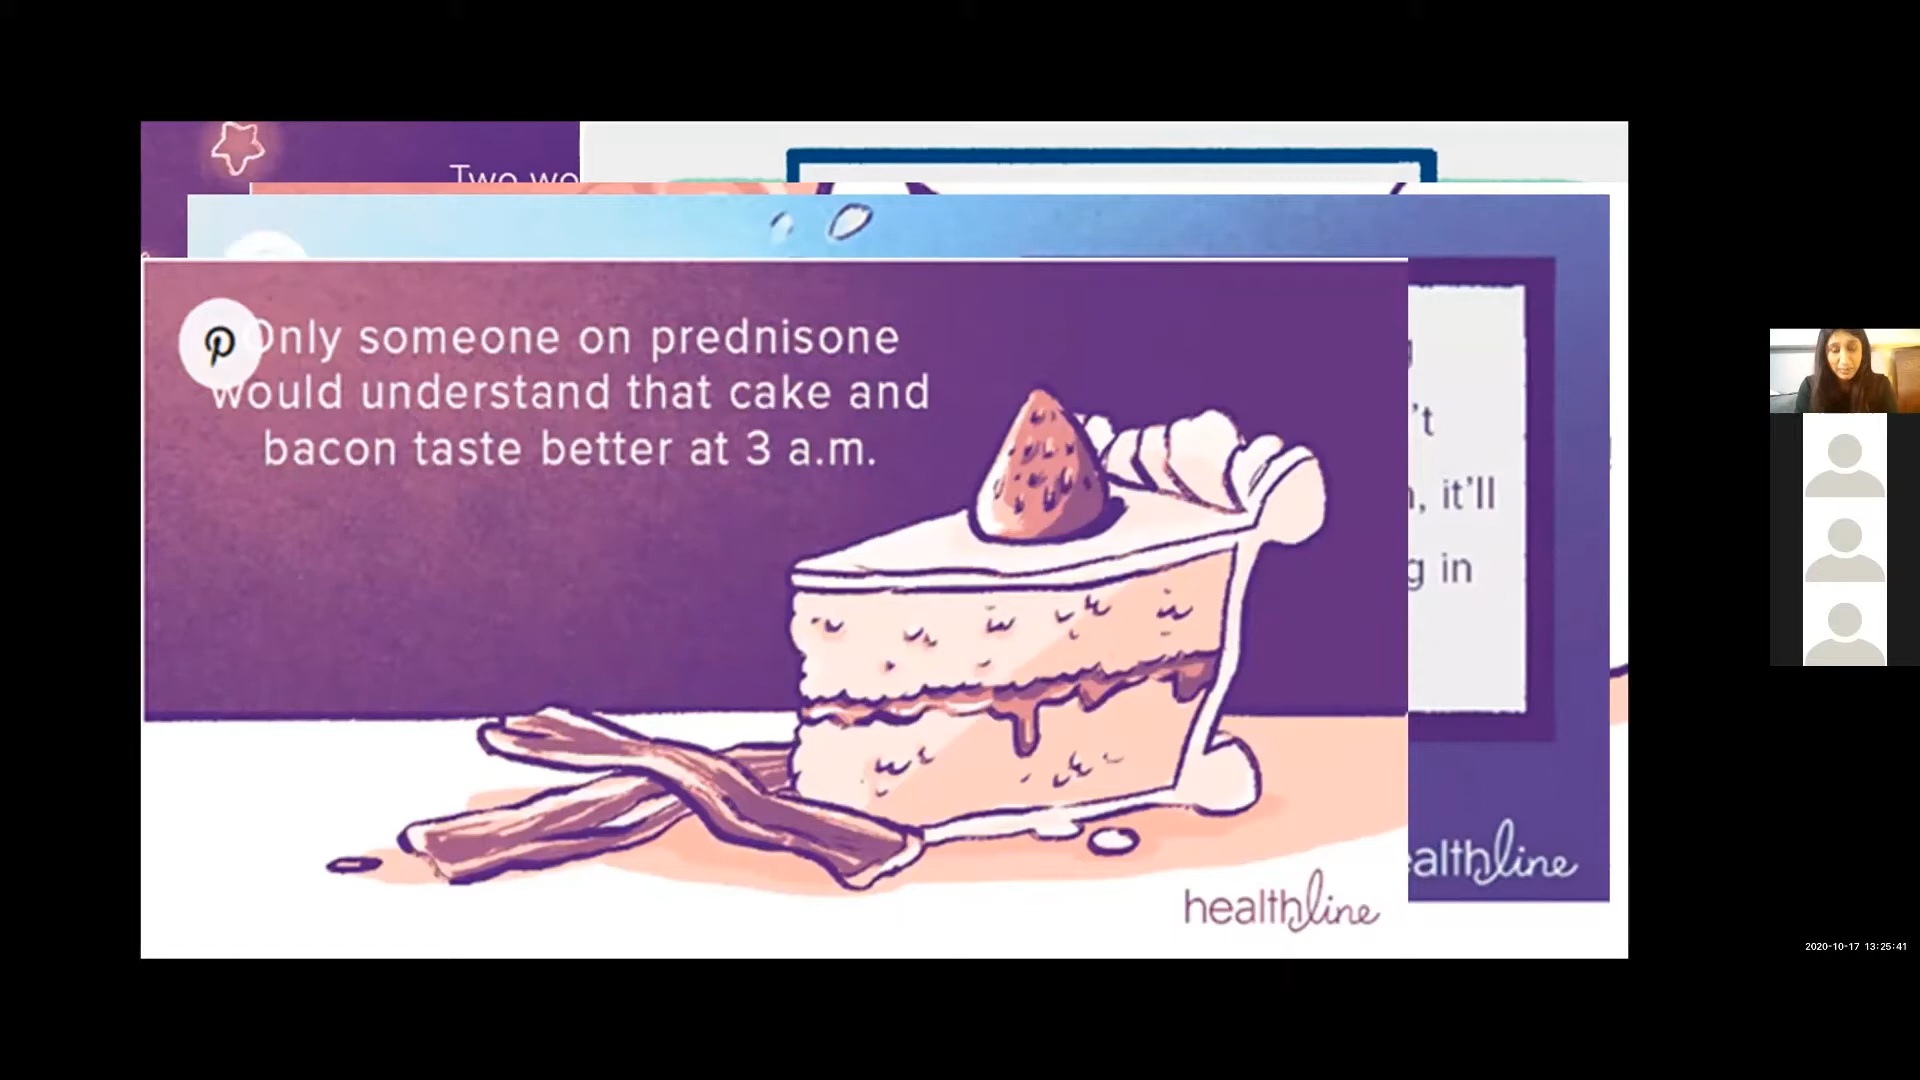 Two wo
Only someone on prednisone
would understand that cake and
bacon taste better at 3 a.m.
't
, it'll
g in
healthline
ealthline
2020-10-17 13:25:41